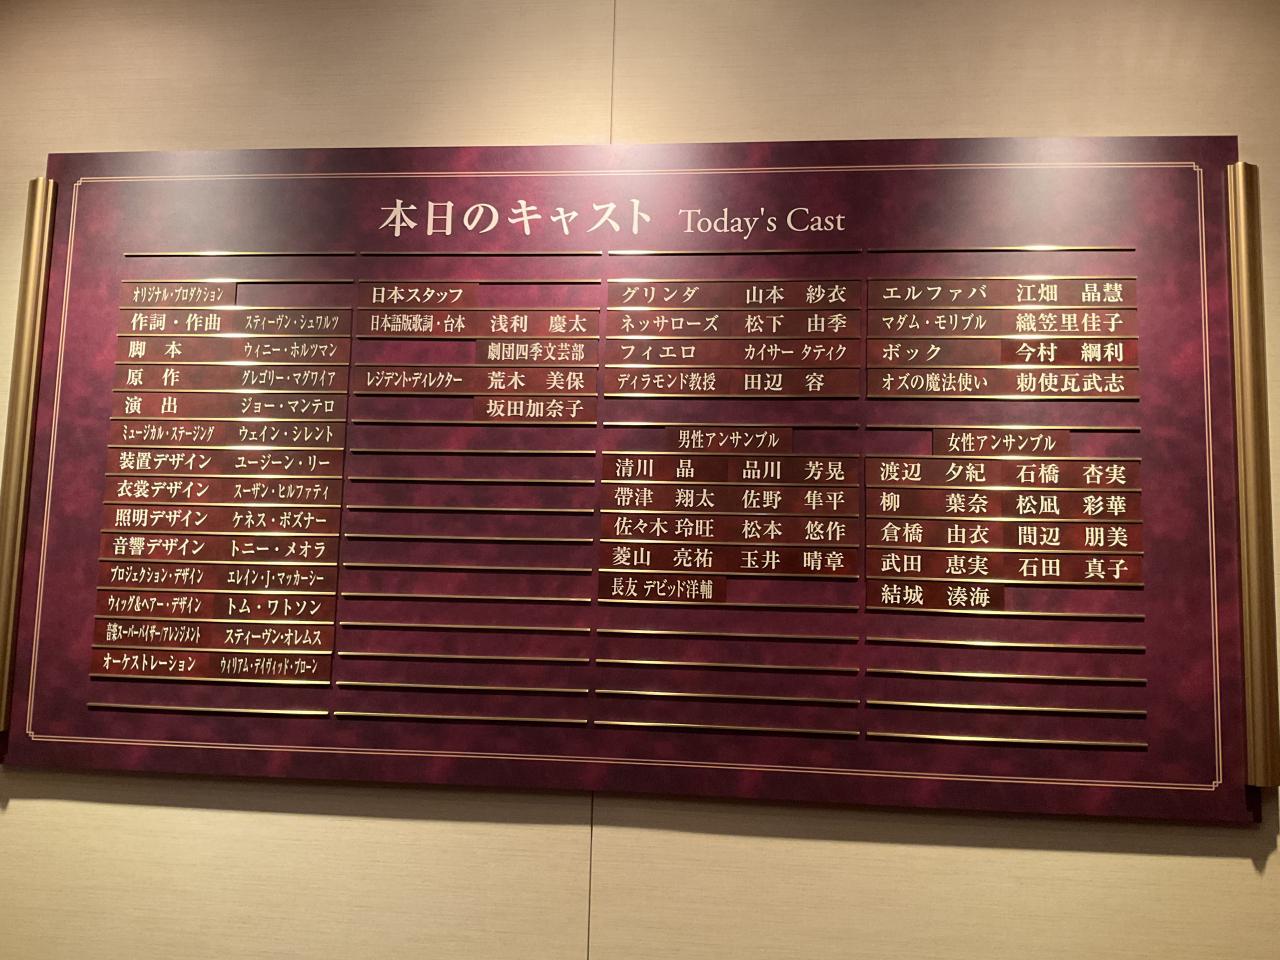 本日のキャスト Today's Cast
オリジナル・プロダクション
作詞・作曲 スティーヴン・シュワルツ
脚 本 ウィニー・ホルツマン
原 作 グレゴリー・マグワイア
演 出 ジョー・マンテロ
ミュージカル・ステージング ウェイン・シレント
装置デザイン ユージーン・リー
衣裳デザイン スーザン・ヒルファティ
照明デザイン ケネス・ポズナー
音響デザイン トニー・メオラ
プロジェクション・デザイン エレイン・J・マッカーシー
ウィッグ&ヘアー・デザイン トム・ワトソン
音楽スーパーバイザー/アレンジメント スティーヴン・オレムス
オーケストレーション ウィリアム・デイヴィッド・ブローン
日本スタッフ
日本語版歌詞・台本 浅利 慶太
劇団四季文芸部
レジデント・ディレクター 荒木 美保
坂田加奈子
グリンダ 山本 紗衣
ネッサローズ 松下 由季
フィエロ カイサー タティク
ディラモンド教授 田辺 容
男性アンサンブル
清川 晶 品川 芳晃
帶津 翔太 佐野 隼平
佐々木 玲旺 松本 悠作
菱山 亮祐 玉井 晴章
長友 デビッド洋輔
エルファバ 江畑 晶慧
マダム・モリブル 織笠里佳子
ボック 今村 綱利
オズの魔法使い 勅使瓦武志
女性アンサンブル
渡辺 夕紀 石橋 杏実
柳 葉奈 松凪 彩華
倉橋 由衣 間辺 朋美
武田 恵実 石田 真子
結城 湊海